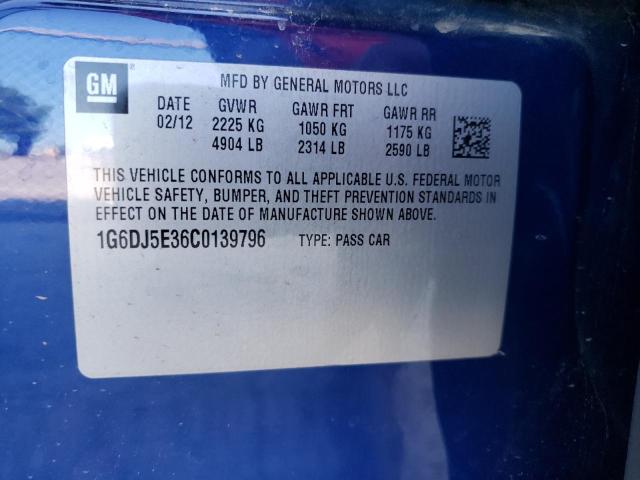 GM
®
MFD BY GENERAL MOTORS LLC
DATE GVWR GAWR FRT GAWR RR
02/12 2225 KG 1050 KG 1175 KG
4904 LB 2314 LB 2590 LB
THIS VEHICLE CONFORMS TO ALL APPLICABLE U.S. FEDERAL MOTOR
VEHICLE SAFETY, BUMPER, AND THEFT PREVENTION STANDARDS IN
EFFECT ON THE DATE OF MANUFACTURE SHOWN ABOVE.
1G6DJ5E36C0139796 TYPE: PASS CAR